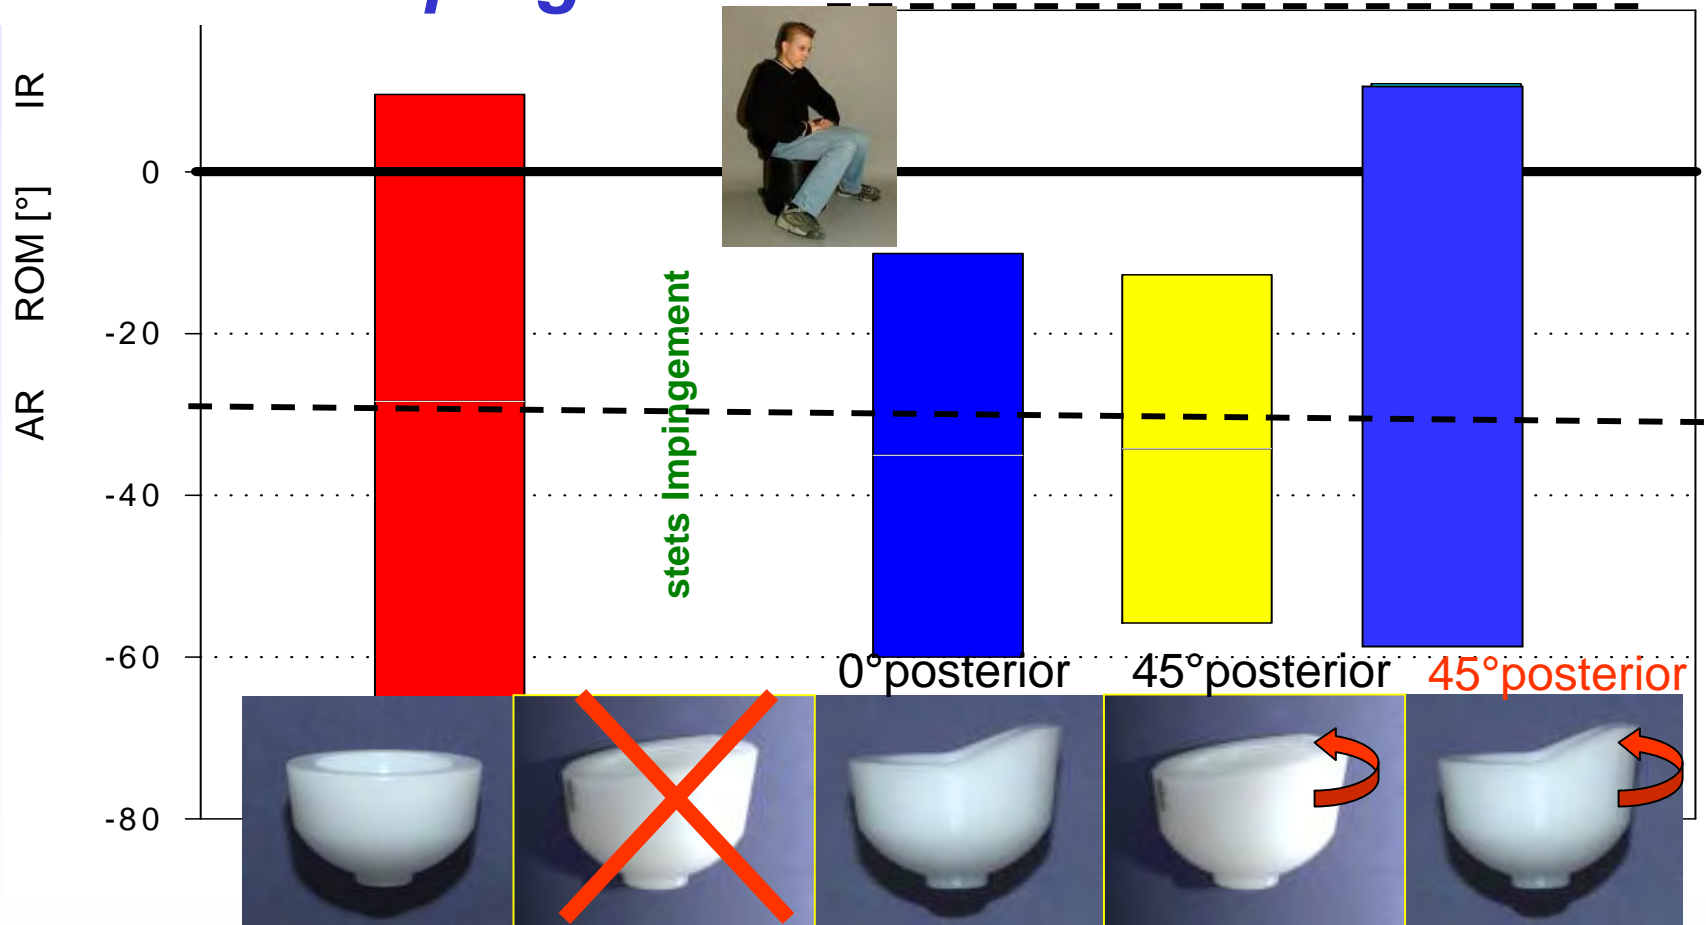 IR
ROM [°]
AR
0
-20
-40
-60
-80
stets Impingement
0°posterior
45°posterior
45°posterior